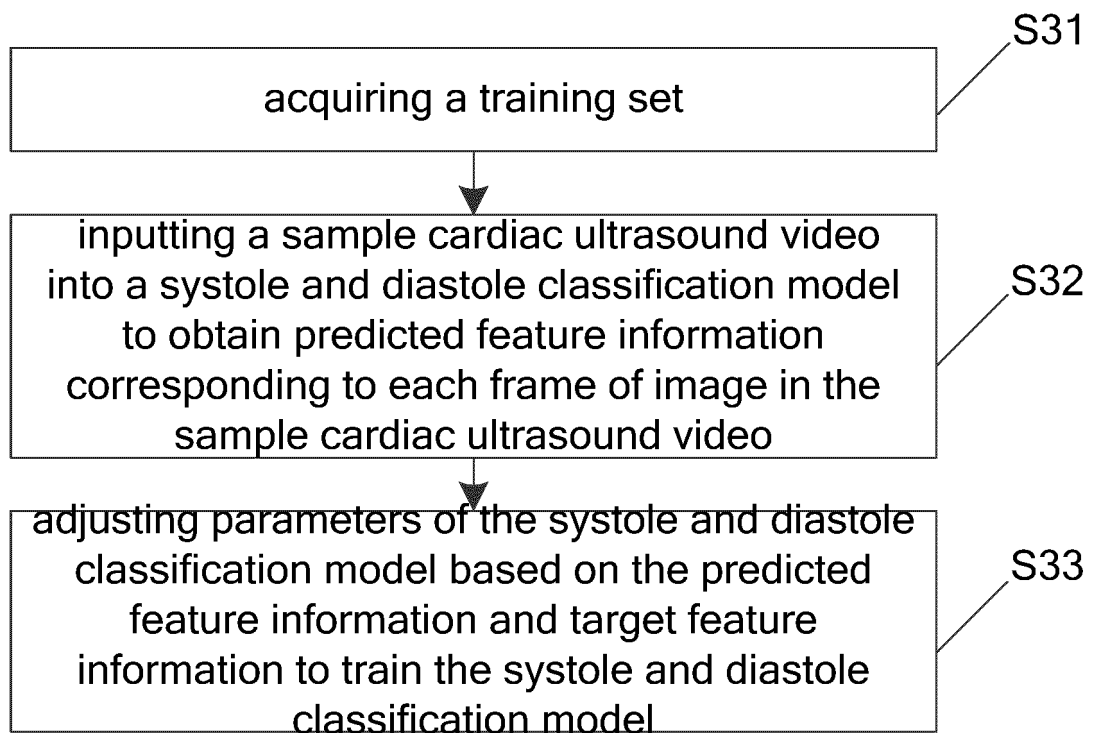 S31
acquiring a training set
inputting a sample cardiac ultrasound video
into a systole and diastole classification model
to obtain predicted feature information
corresponding to each frame of image in the
sample cardiac ultrasound video
S32
adjusting parameters of the systole and diastole
classification model based on the predicted
feature information and target feature
information to train the systole and diastole
classification model
S33